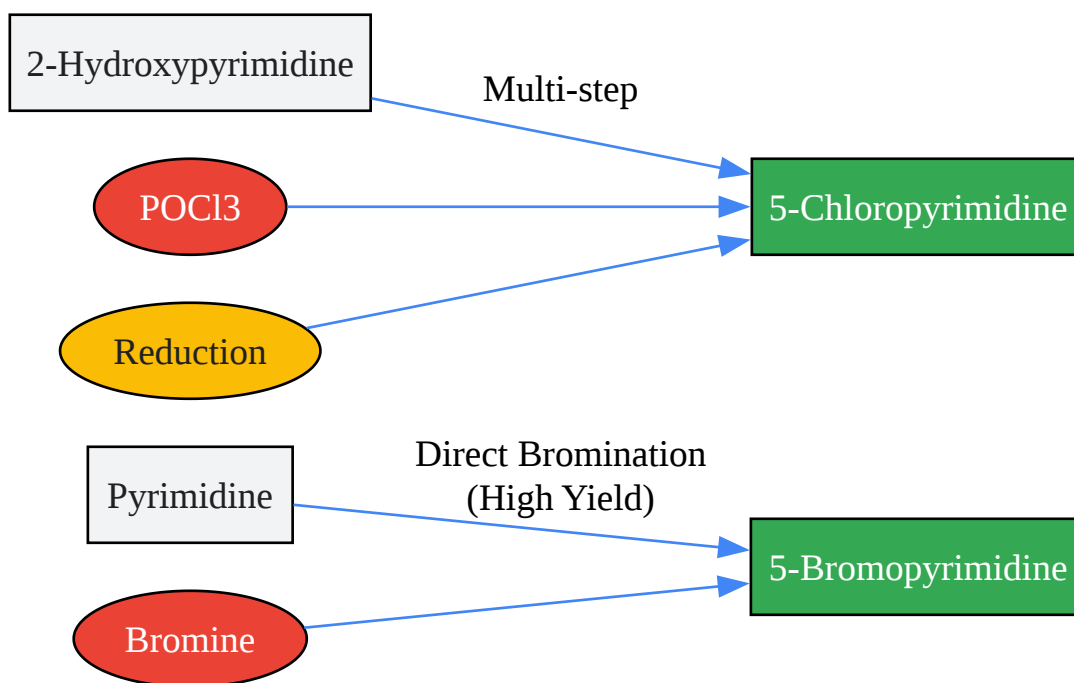 2-Hydroxypyrimidine
Multi-step
POCl3
5-Chloropyrimidine
Reduction
Direct Bromination
(High Yield)
Pyrimidine
5-Bromopyrimidine
Bromine